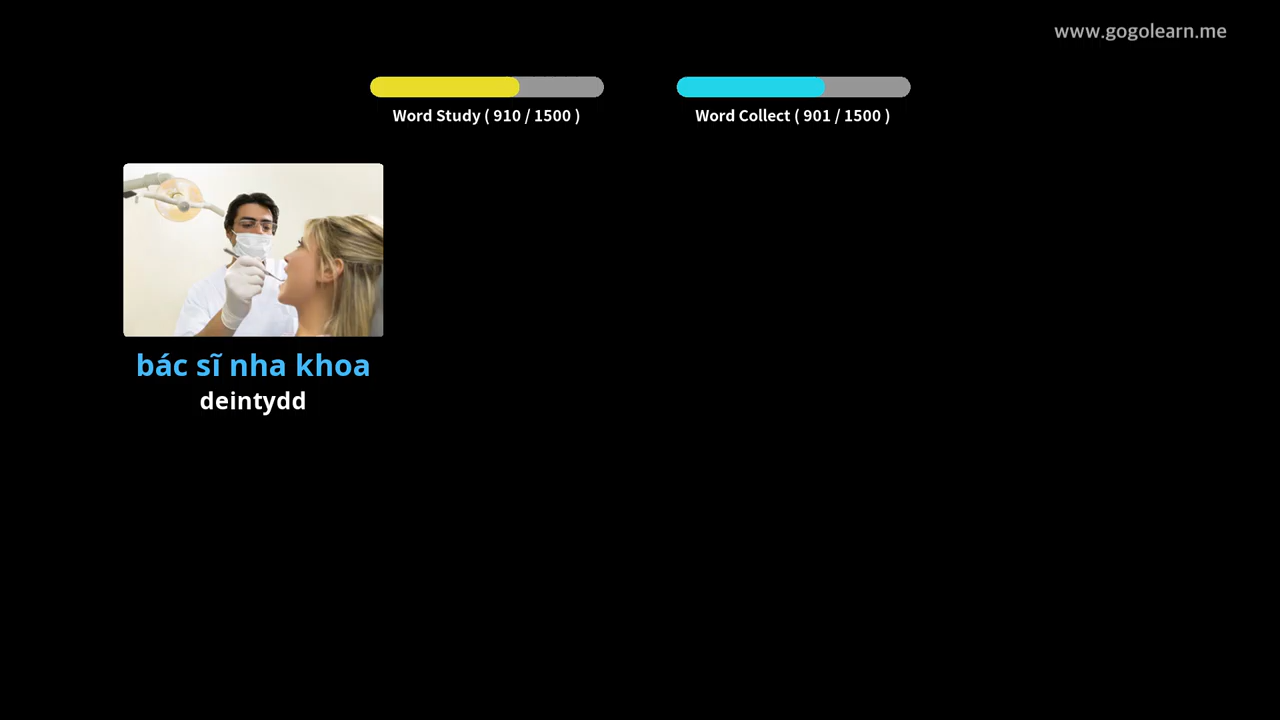 www.gogolearn.me
Word Study ( 910 / 1500 )
Word Collect ( 901 / 1500 )
bác sĩ nha khoa
deintydd